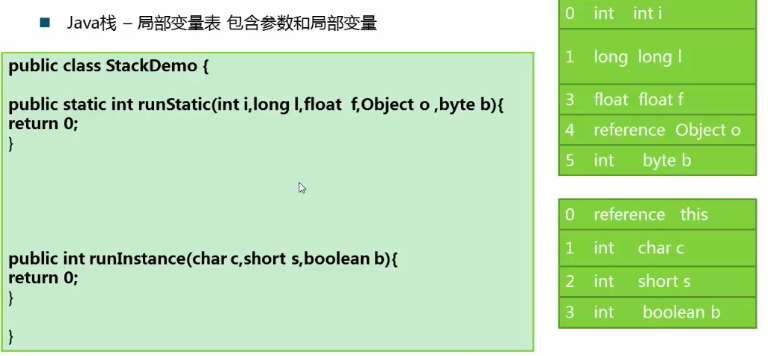 Java栈 – 局部变量表 包含参数和局部变量
public class StackDemo {
public static int runStatic(int i,long l,float f,Object o ,byte b){
return 0;
}
public int runInstance(char c,short s,boolean b){
return 0;
}
}
0 int int i
1 long long l
3 float float f
4 reference Object o
5 int byte b
0 reference this
1 int char c
2 int short s
3 int boolean b